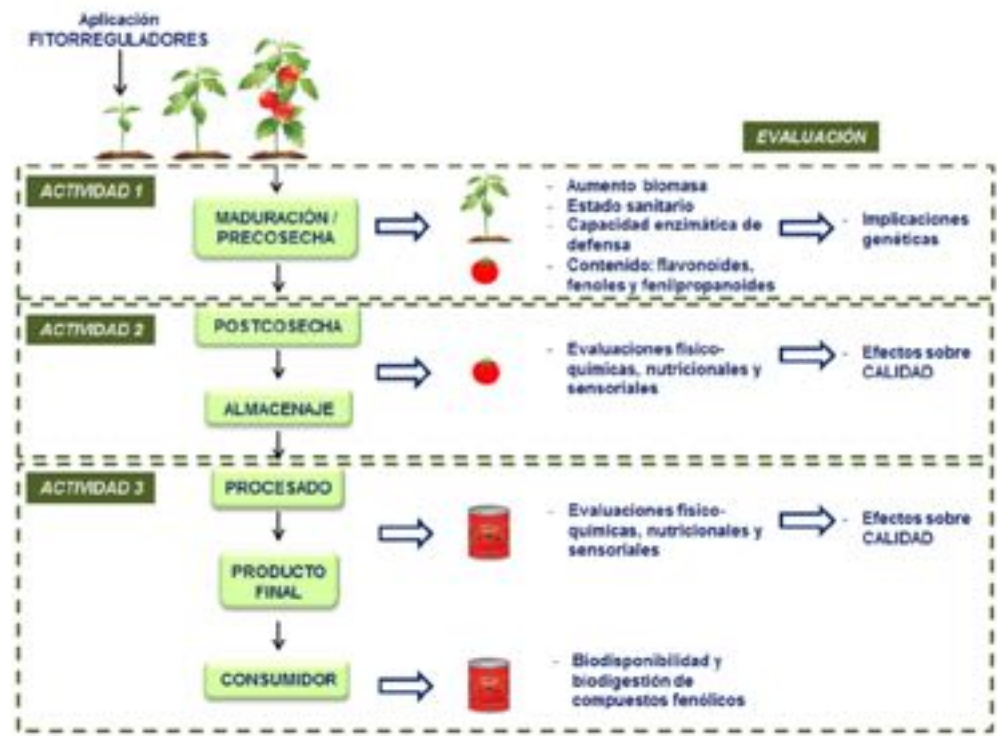 Aplicación
FITORREGULADORES
EVALUACIÓN
ACTIVIDAD 1
MADURACIÓN /
PRECOSECHA
- Aumento biomasa
- Estado sanitario
- Capacidad enzimática de
defensa
- Contenido: flavonoides,
fenoles y fenilpropanoides
- Implicaciones
genéticas
ACTIVIDAD 2
POSTCOSECHA
ALMACENAJE
- Evaluaciones físico-
químicas, nutricionales y
sensoriales
- Efectos sobre
CALIDAD
ACTIVIDAD 3
PROCESADO
PRODUCTO
FINAL
- Evaluaciones físico-
químicas, nutricionales y
sensoriales
- Efectos sobre
CALIDAD
CONSUMIDOR
- Biodisponibilidad y
biodigestión de
compuestos fenólicos